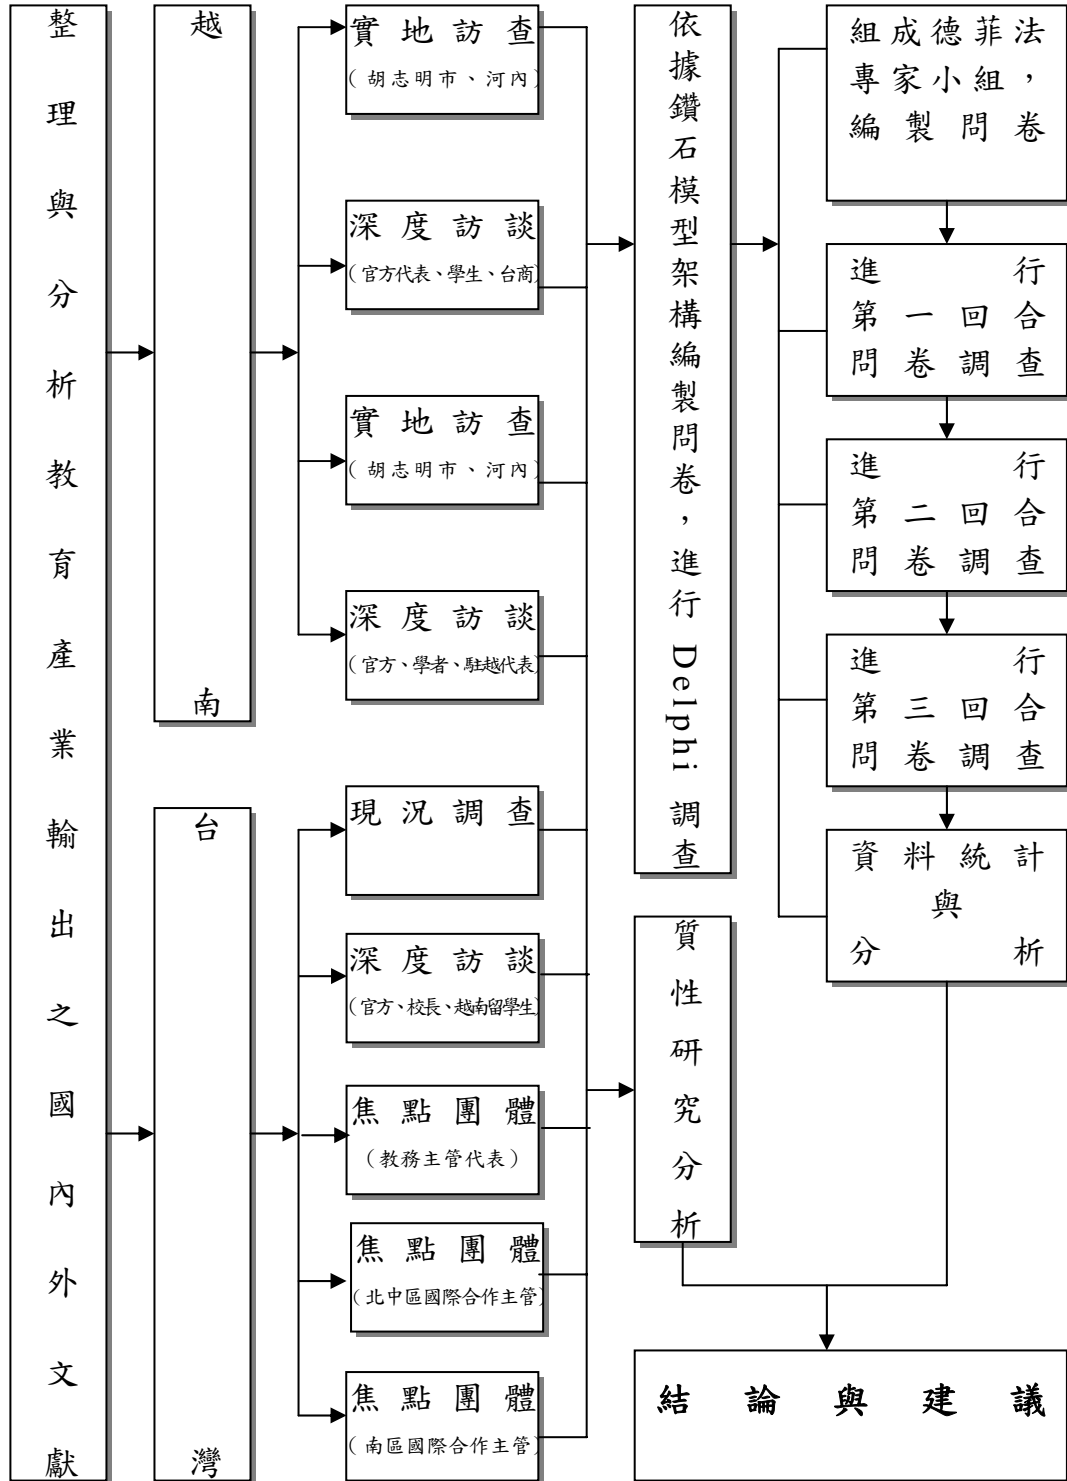 整理與分析教育產業輸出之國內外文獻
越南
台灣
實地訪查
（胡志明市、河內）
深度訪談
（官方代表、學生、台商）
實地訪查
（胡志明市、河內）
深度訪談
（官方、學者、駐越代表）
現況調查
深度訪談
（官方、校長、越南留學生）
焦點團體
（教務主管代表）
焦點團體
（北中區國際合作主管）
焦點團體
（南區國際合作主管）
依據鑽石模型架構編製問卷，進行 Delphi 調查
質性研究分析
組成德菲法
專家小組，
編製問卷
進行
第一回合
問卷調查
進行
第二回合
問卷調查
進行
第三回合
問卷調查
資料統計
與
分析
結論與建議